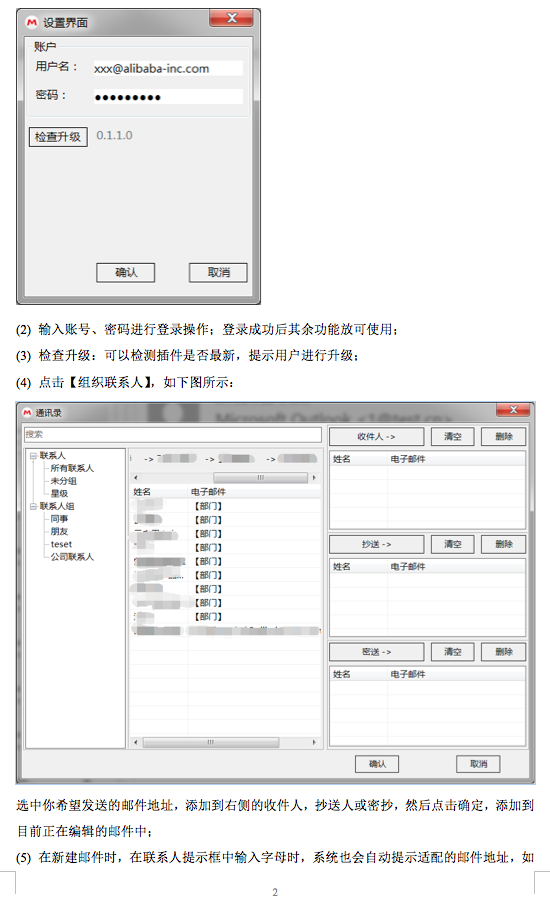 设置界面
账户
用户名： xxx@alibaba-inc.com
密码： ●●●●●●●●●
检查升级 0.1.1.0
确认 取消
(2) 输入账号、密码进行登录操作；登录成功后其余功能放可使用；
(3) 检查升级：可以检测插件是否最新，提示用户进行升级；
(4) 点击【组织联系人】，如下图所示：
通讯录
Microsoft Outlook <1@test.cn>
搜索
-> -> ->
联系人
所有联系人
未分组
星级
联系人组
同事
朋友
teset
公司联系人
姓名 电子邮件
【部门】
【部门】
【部门】
【部门】
【部门】
【部门】
【部门】
【部门】
【部门】
收件人 -> 清空 删除
姓名 电子邮件
抄送 -> 清空 删除
姓名 电子邮件
密送 -> 清空 删除
姓名 电子邮件
确认 取消
选中你希望发送的邮件地址，添加到右侧的收件人，抄送人或密抄，然后点击确定，添加到
目前正在编辑的邮件中；
(5) 在新建邮件时，在联系人提示框中输入字母时，系统也会自动提示适配的邮件地址，如
2